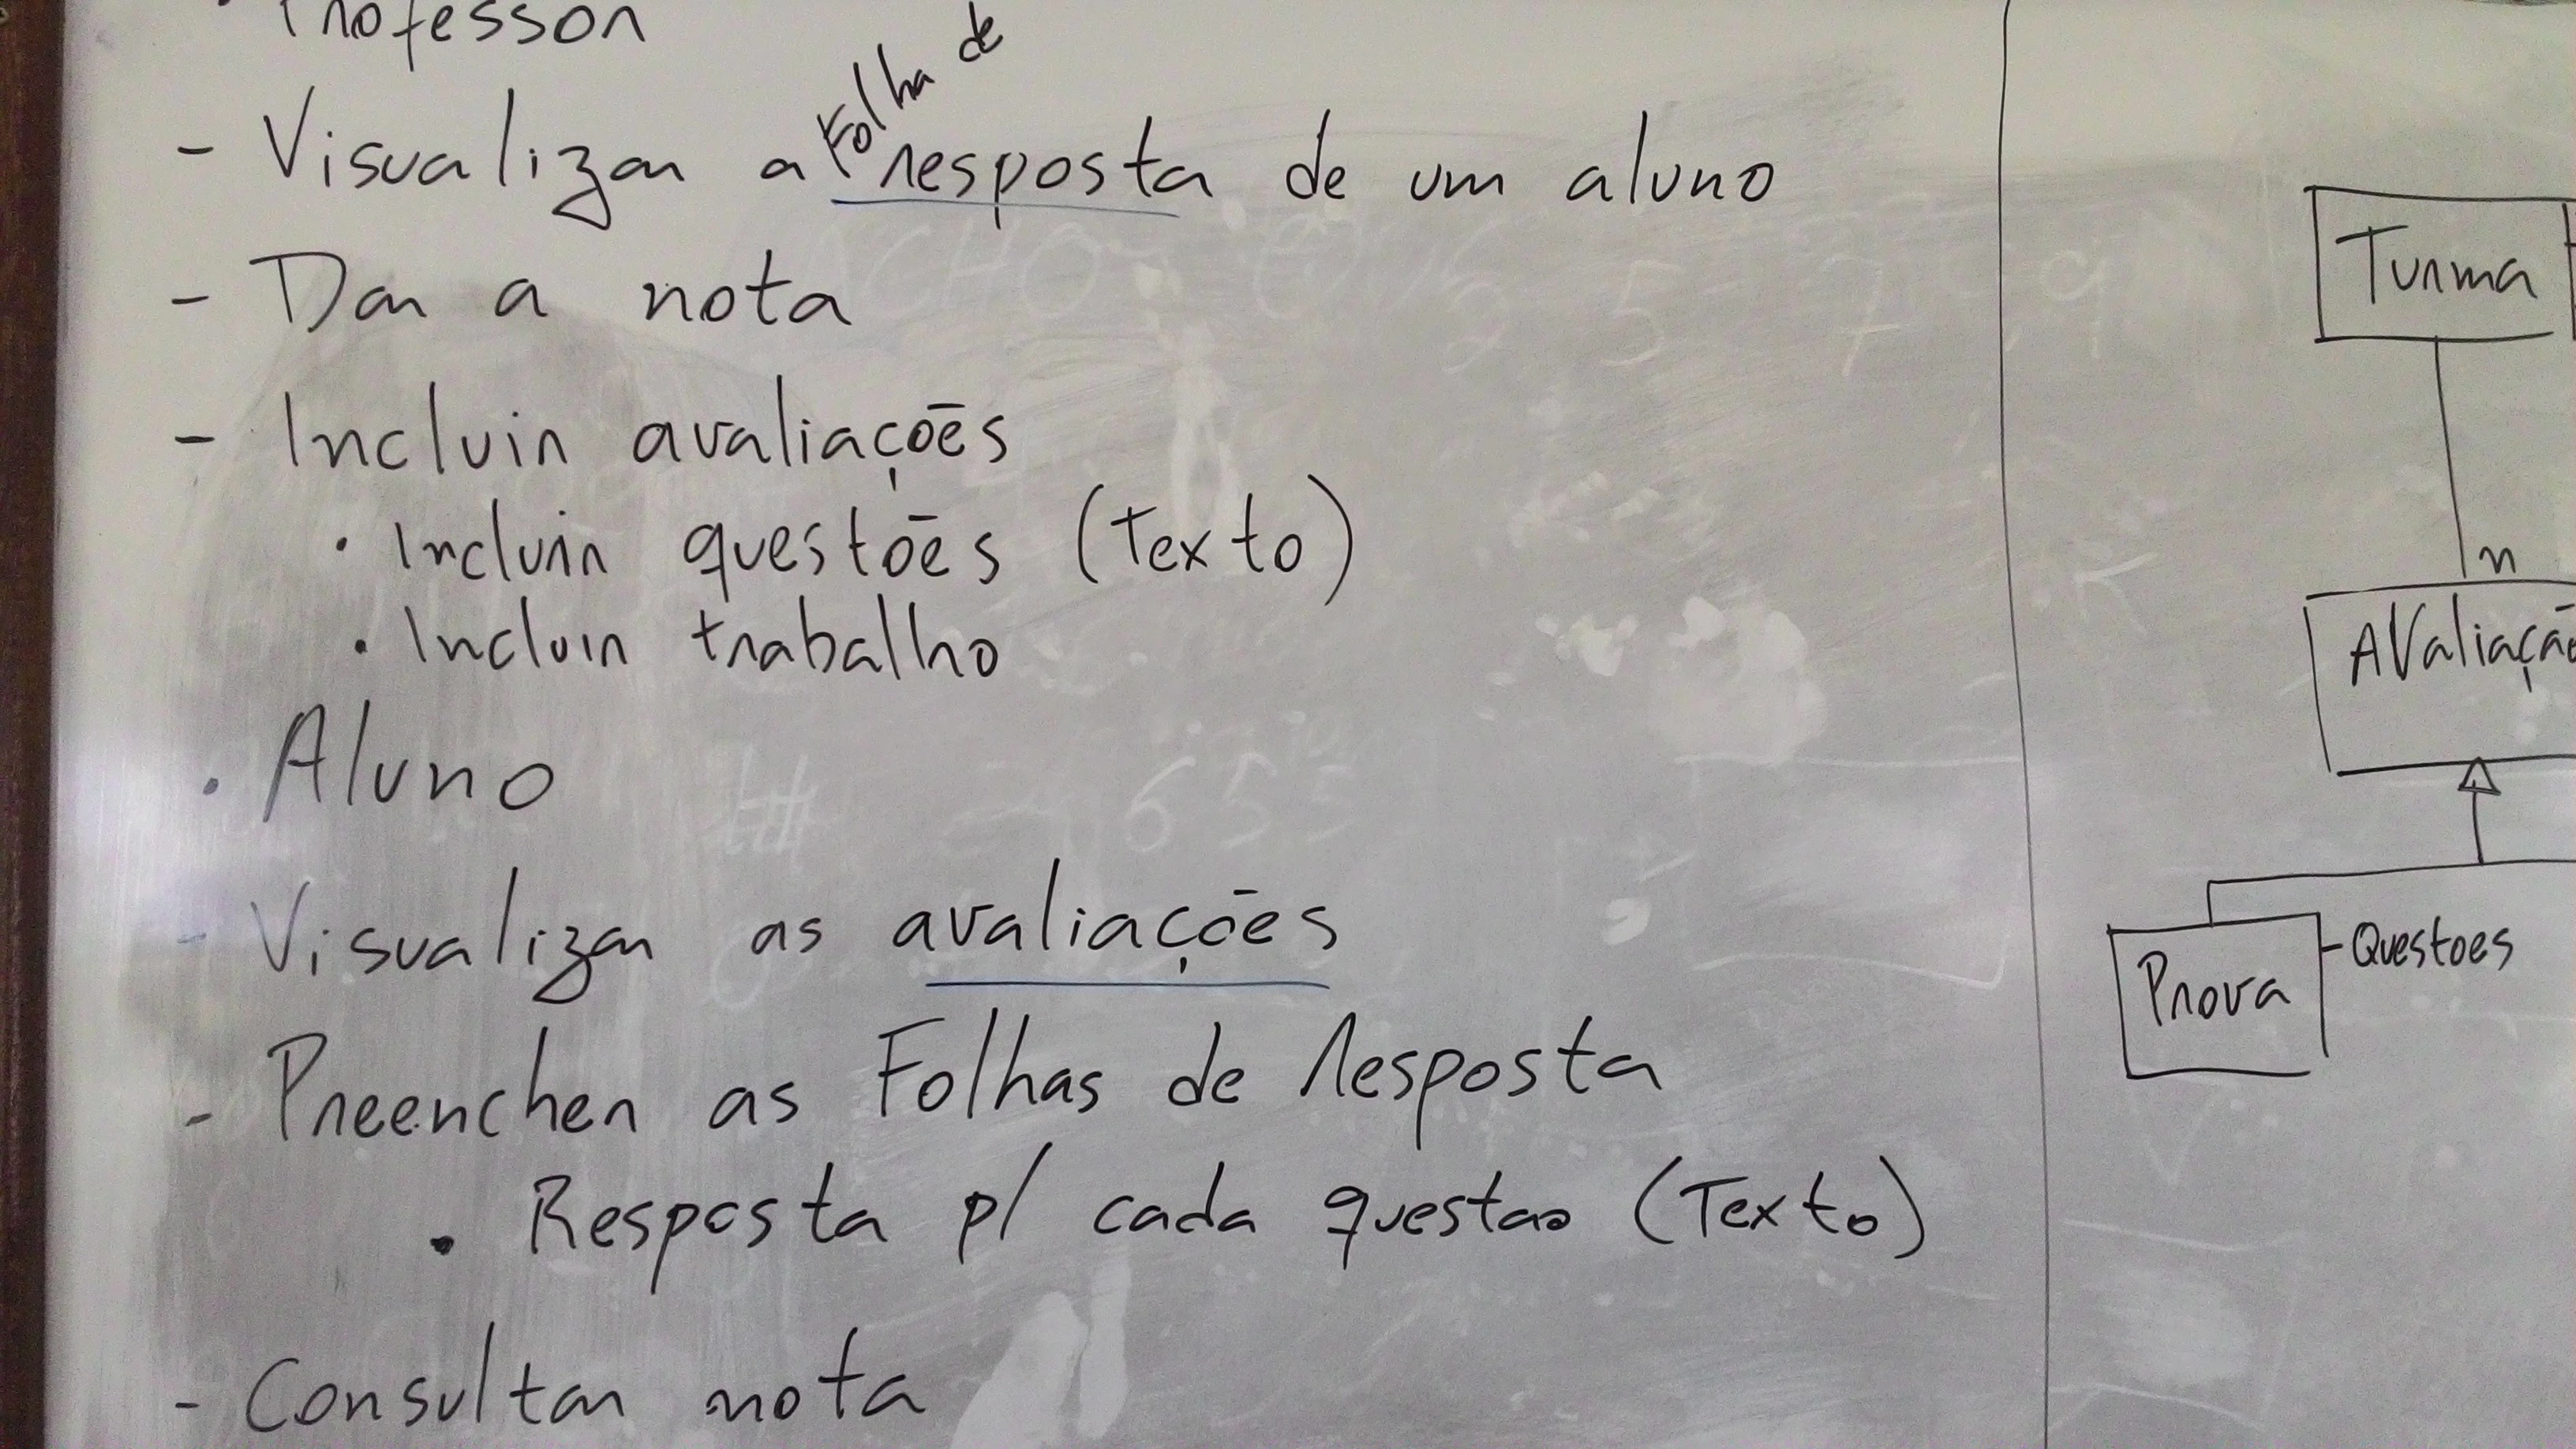 · Professor
- Visualizar a Folha de resposta de um aluno
- Dar a nota
- Incluir avaliações
· Incluir questões (Texto)
· Incluir trabalho
· Aluno
- Visualizar as avaliações
- Preencher as Folhas de Resposta
· Resposta p/ cada questao (Texto)
- Consultar nota
Turma
n
AValiaçã
Prova
- Questoes